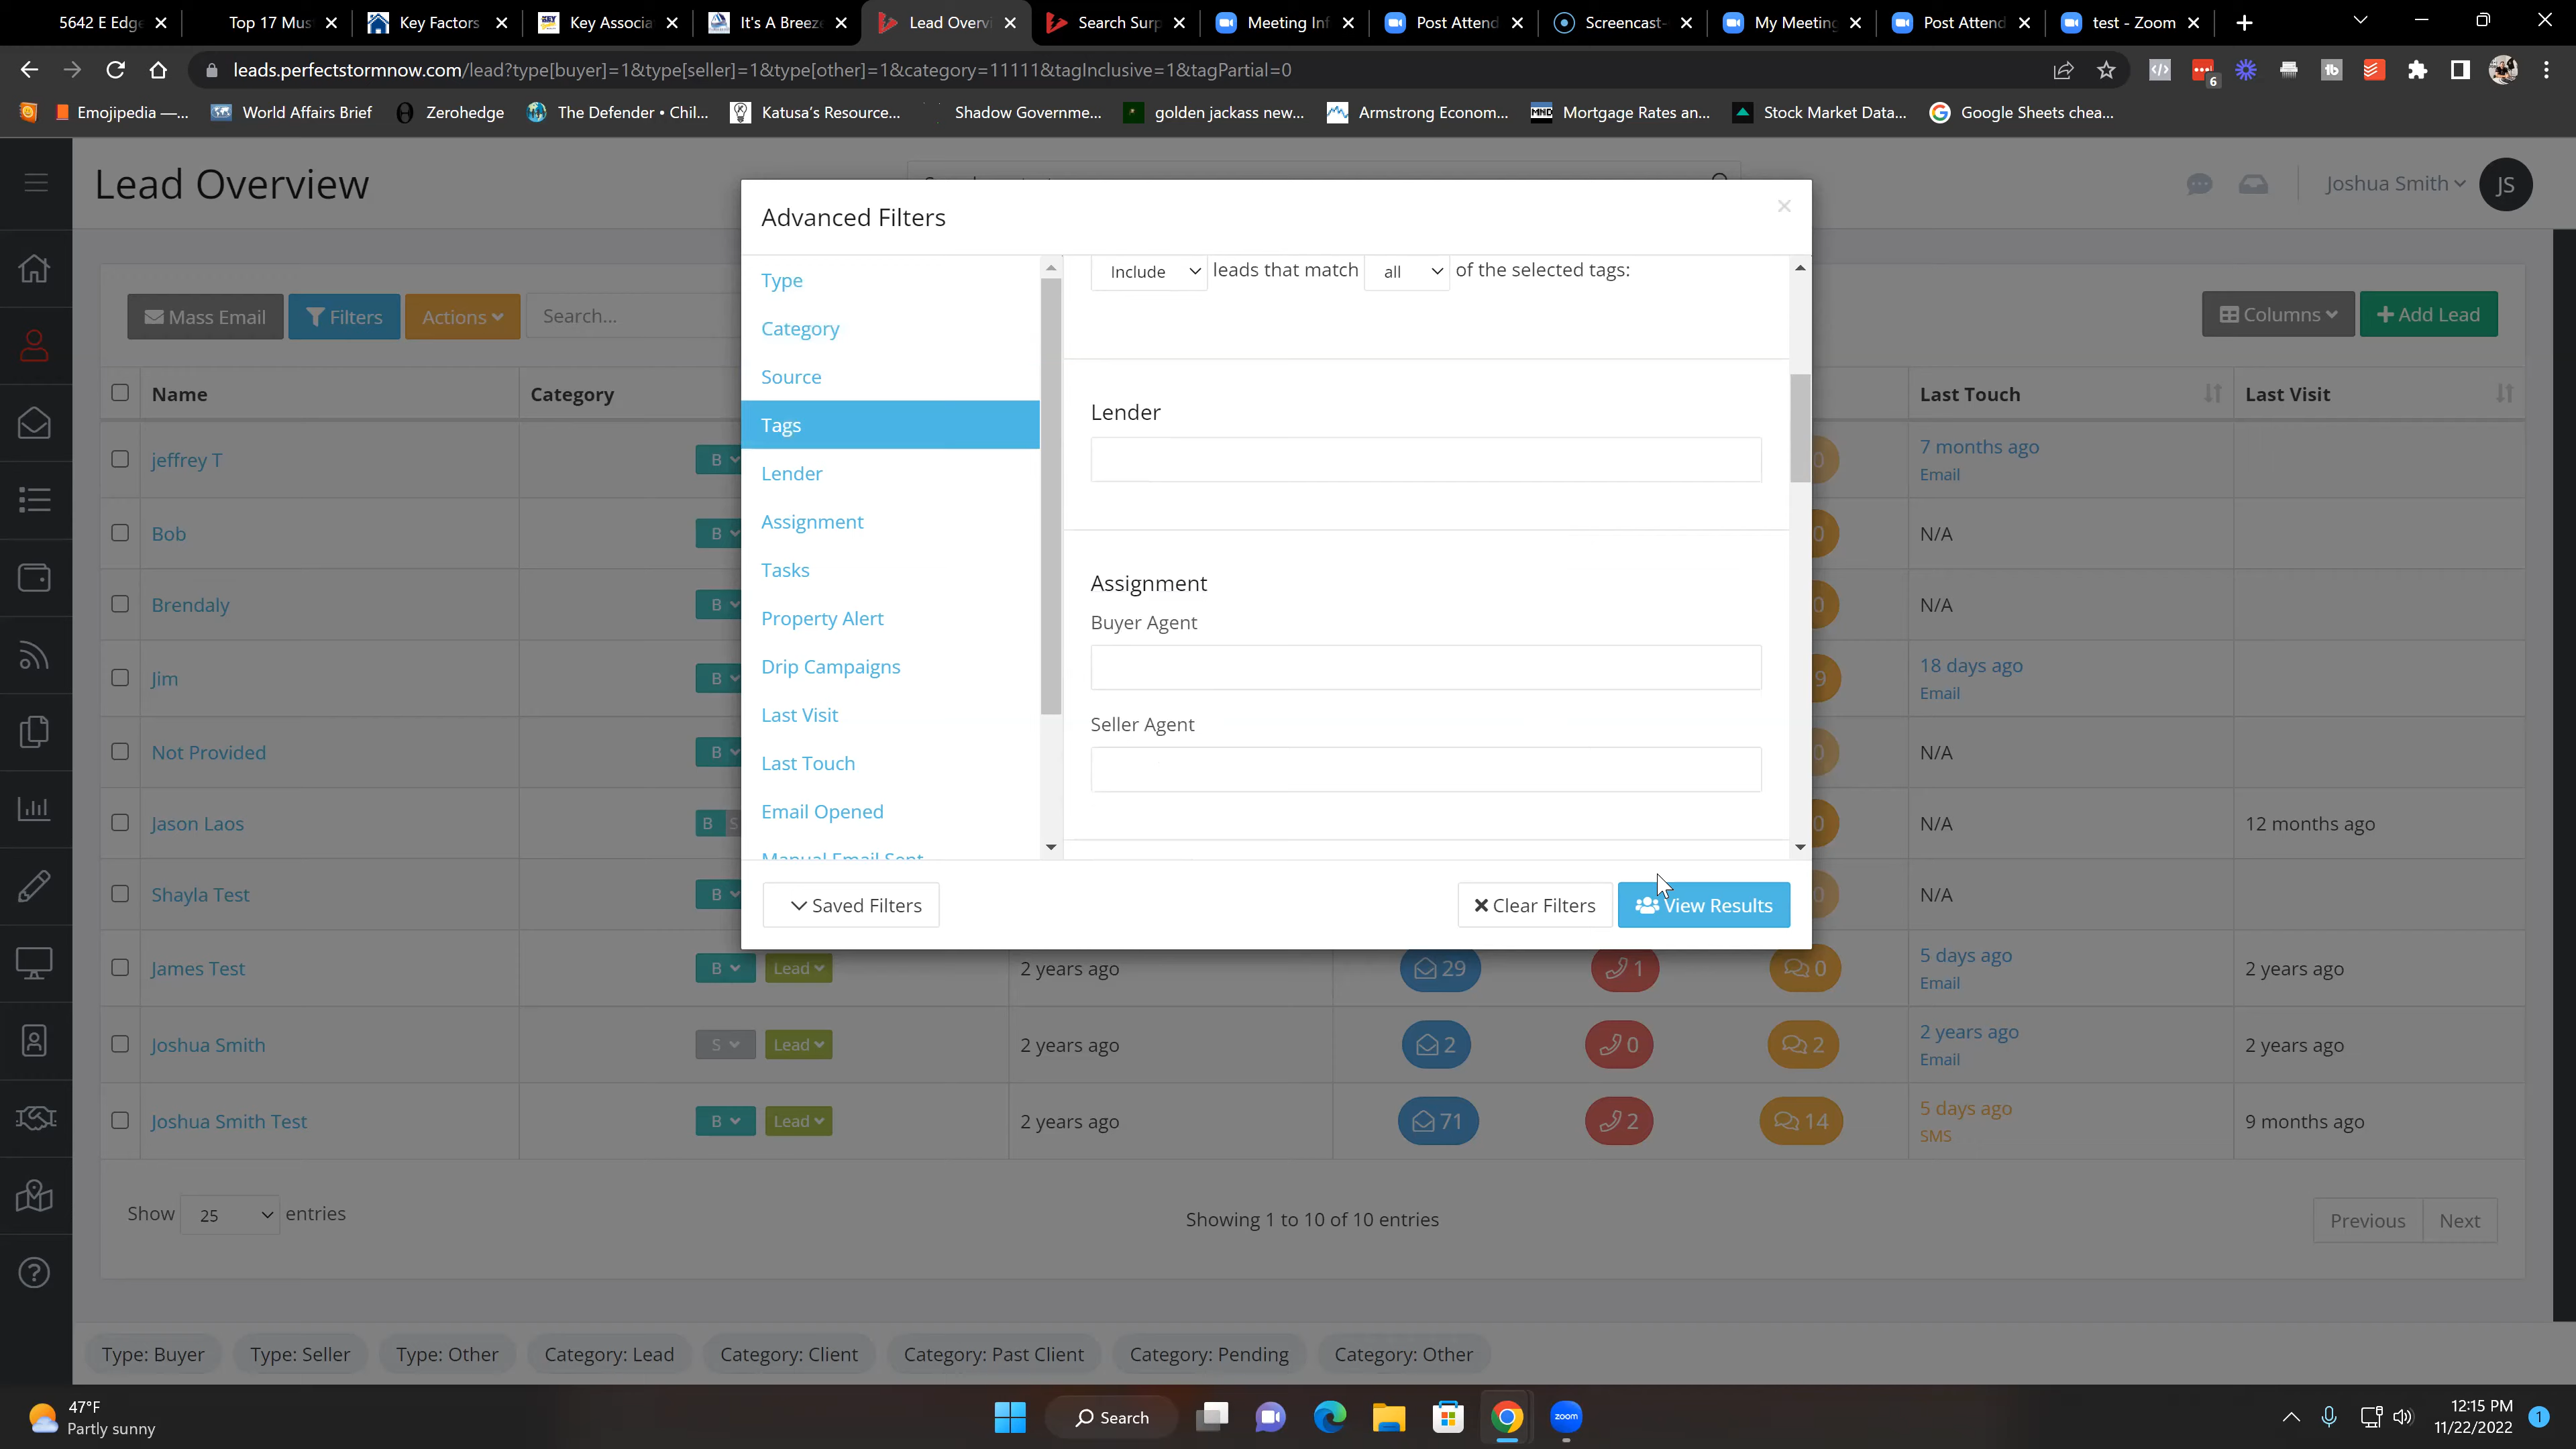 5642 E Edge
Top 17 Mus
Key Factors
Key Associa
It's A Breeze
Lead Overvi
Search Surp
Meeting Inf
Post Attend
Screencast-
My Meeting
Post Attend
test - Zoom
leads.perfectstormnow.com/lead?type[buyer]=1&type[seller]=1&type[other]=1&category=11111&tagInclusive=1&tagPartial=0
6
Emojipedia —...
World Affairs Brief
Zerohedge
The Defender • Chil...
Katusa's Resource...
Shadow Governme...
golden jackass new...
Armstrong Econom...
MND Mortgage Rates an...
Stock Market Data...
Google Sheets chea...
Lead Overview
Joshua Smith
JS
Mass Email
Filters
Actions
Search...
Columns
+ Add Lead
Name
Category
Last Touch
Last Visit
jeffrey T
B
7 months ago
Email
Bob
B
N/A
Brendaly
B
N/A
Jim
B
18 days ago
Email
Not Provided
B
N/A
Jason Laos
B S
N/A
12 months ago
Shayla Test
B
N/A
James Test
B
Lead
2 years ago
29
1
0
5 days ago
Email
2 years ago
Joshua Smith
S
Lead
2 years ago
2
0
2
2 years ago
Email
2 years ago
Joshua Smith Test
B
Lead
2 years ago
71
2
14
5 days ago
SMS
9 months ago
Advanced Filters
Type
Category
Source
Tags
Lender
Assignment
Tasks
Property Alert
Drip Campaigns
Last Visit
Last Touch
Email Opened
Manual Email Sent
Include leads that match all of the selected tags:
Lender
Assignment
Buyer Agent
Seller Agent
Saved Filters
Clear Filters
View Results
Show 25 entries
Showing 1 to 10 of 10 entries
Previous
Next
Type: Buyer
Type: Seller
Type: Other
Category: Lead
Category: Client
Category: Past Client
Category: Pending
Category: Other
47°F
Partly sunny
Search
zoom
12:15 PM
11/22/2022
1